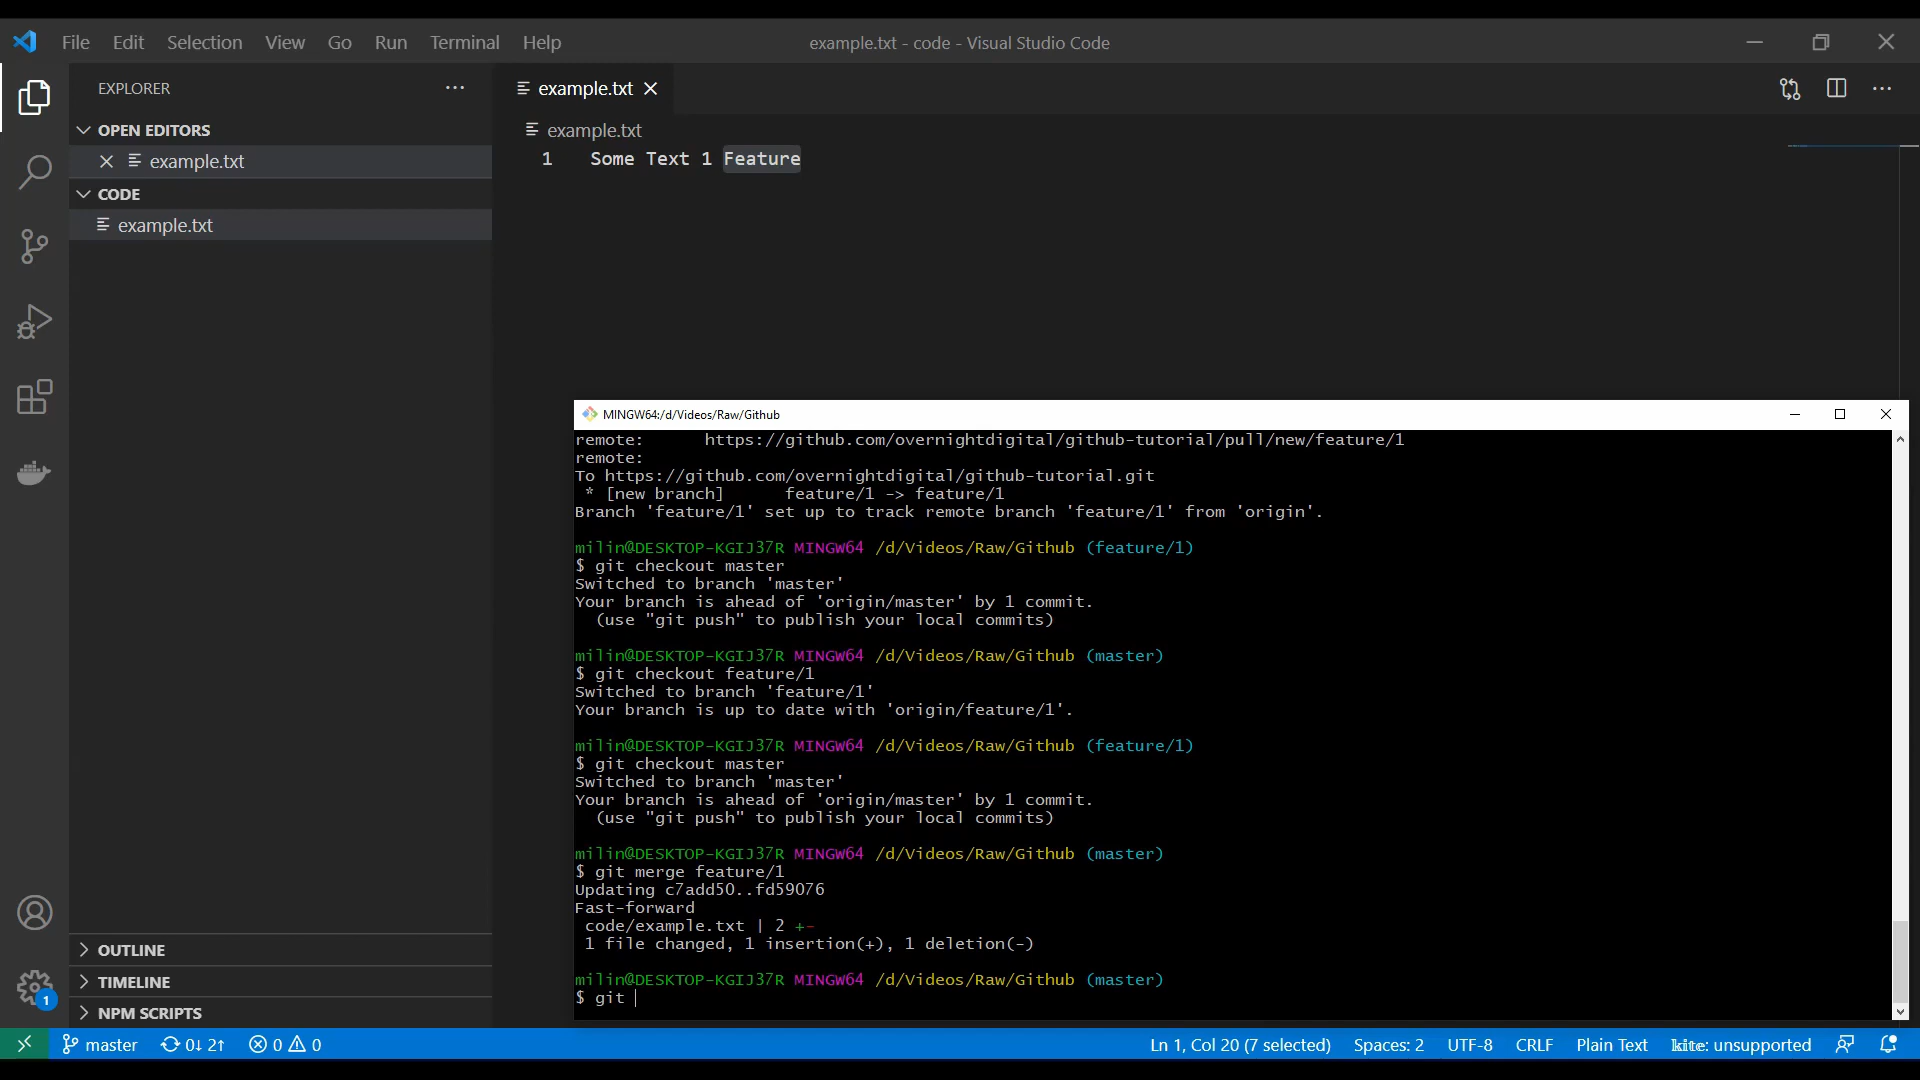 File Edit Selection View Go Run Terminal Help
example.txt - code - Visual Studio Code
EXPLORER
OPEN EDITORS
example.txt
CODE
example.txt
OUTLINE
TIMELINE
NPM SCRIPTS
1
example.txt
example.txt
1 Some Text 1 Feature
MINGW64:/d/Videos/Raw/Github
remote:      https://github.com/overnightdigital/github-tutorial/pull/new/feature/1
remote:
To https://github.com/overnightdigital/github-tutorial.git
 * [new branch]      feature/1 -> feature/1
Branch 'feature/1' set up to track remote branch 'feature/1' from 'origin'.
milin@DESKTOP-KGIJ37R MINGW64 /d/Videos/Raw/Github (feature/1)
$ git checkout master
Switched to branch 'master'
Your branch is ahead of 'origin/master' by 1 commit.
  (use "git push" to publish your local commits)
milin@DESKTOP-KGIJ37R MINGW64 /d/Videos/Raw/Github (master)
$ git checkout feature/1
Switched to branch 'feature/1'
Your branch is up to date with 'origin/feature/1'.
milin@DESKTOP-KGIJ37R MINGW64 /d/Videos/Raw/Github (feature/1)
$ git checkout master
Switched to branch 'master'
Your branch is ahead of 'origin/master' by 1 commit.
  (use "git push" to publish your local commits)
milin@DESKTOP-KGIJ37R MINGW64 /d/Videos/Raw/Github (master)
$ git merge feature/1
Updating c7add50..fd59076
Fast-forward
 code/example.txt | 2 +-
 1 file changed, 1 insertion(+), 1 deletion(-)
milin@DESKTOP-KGIJ37R MINGW64 /d/Videos/Raw/Github (master)
$ git
master 0↓ 2↑ 0 0
Ln 1, Col 20 (7 selected) Spaces: 2 UTF-8 CRLF Plain Text kite: unsupported